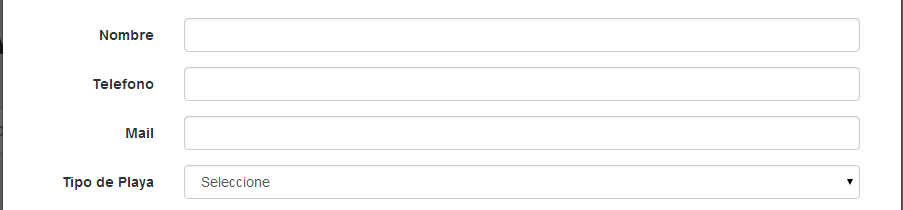 Nombre
Telefono
Mail
Tipo de Playa Seleccione